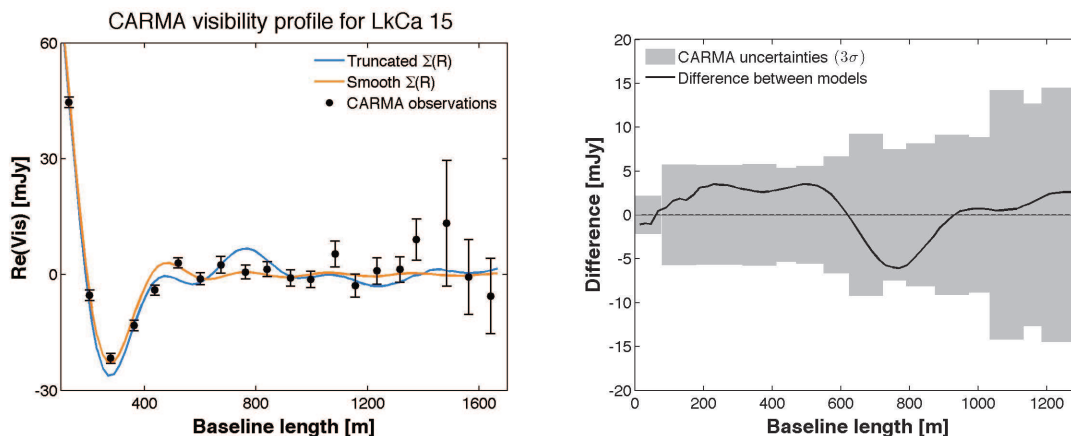 CARMA visibility profile for LkCa 15
60
30
0
-30
Re(Vis) [mJy]
Truncated Σ(R)
Smooth Σ(R)
CARMA observations
400 800 1200 1600
Baseline length [m]
20
15
10
5
0
-5
-10
-15
-20
Difference [mJy]
CARMA uncertainties (3σ)
Difference between models
0 200 400 600 800 1000 1200
Baseline length [m]